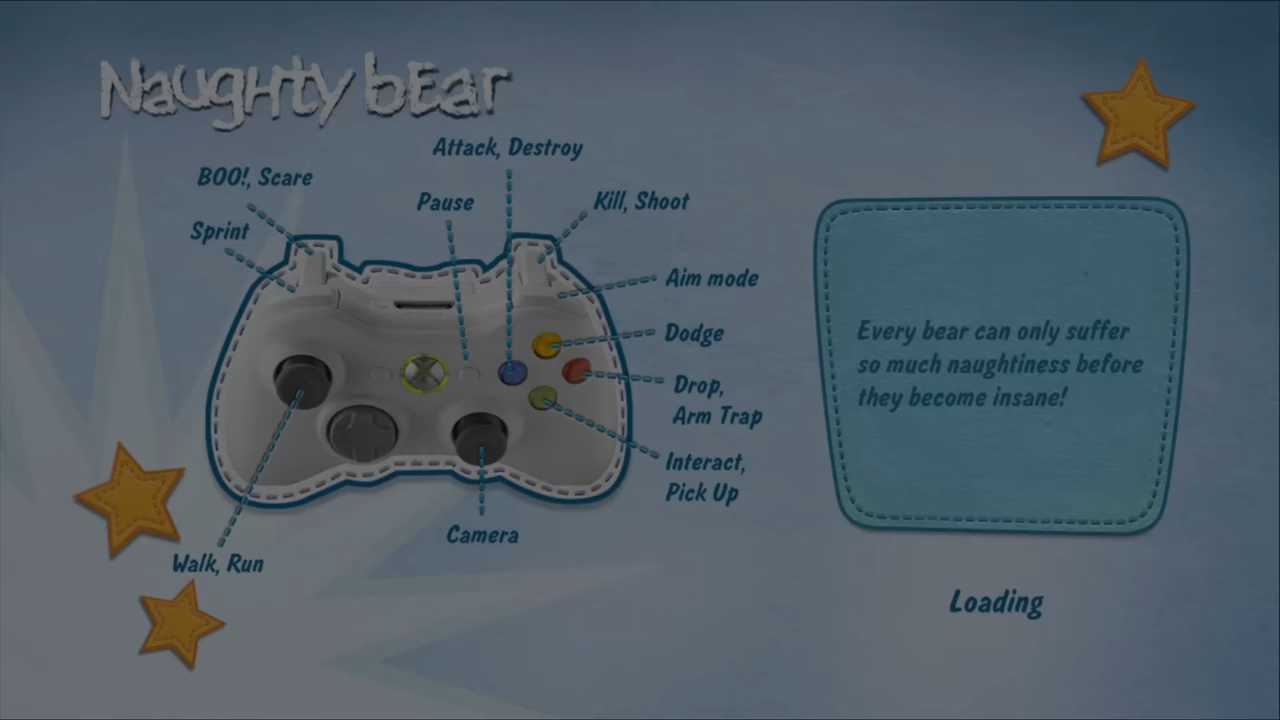 Naughty bEar
Attack, Destroy
BOO!, Scare
Pause
Kill, Shoot
Sprint
Aim mode
Dodge
Drop,
Arm Trap
Interact,
Pick Up
Camera
Walk, Run
Every bear can only suffer
so much naughtiness before
they become insane!
Loading